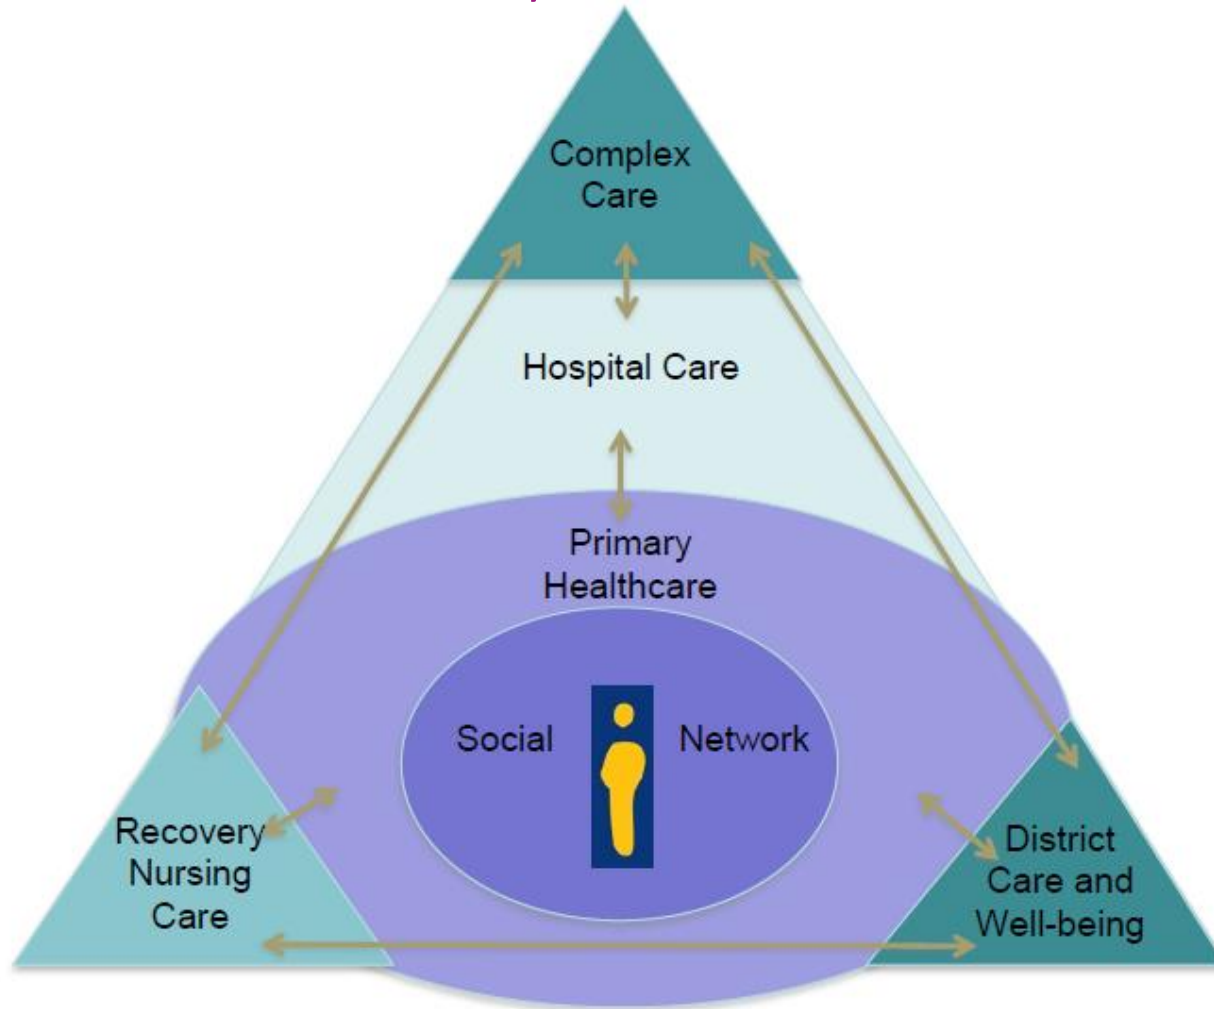 Complex
Care
Hospital Care
Primary
Healthcare
Social Network
Recovery
Nursing
Care
District
Care and
Well-being